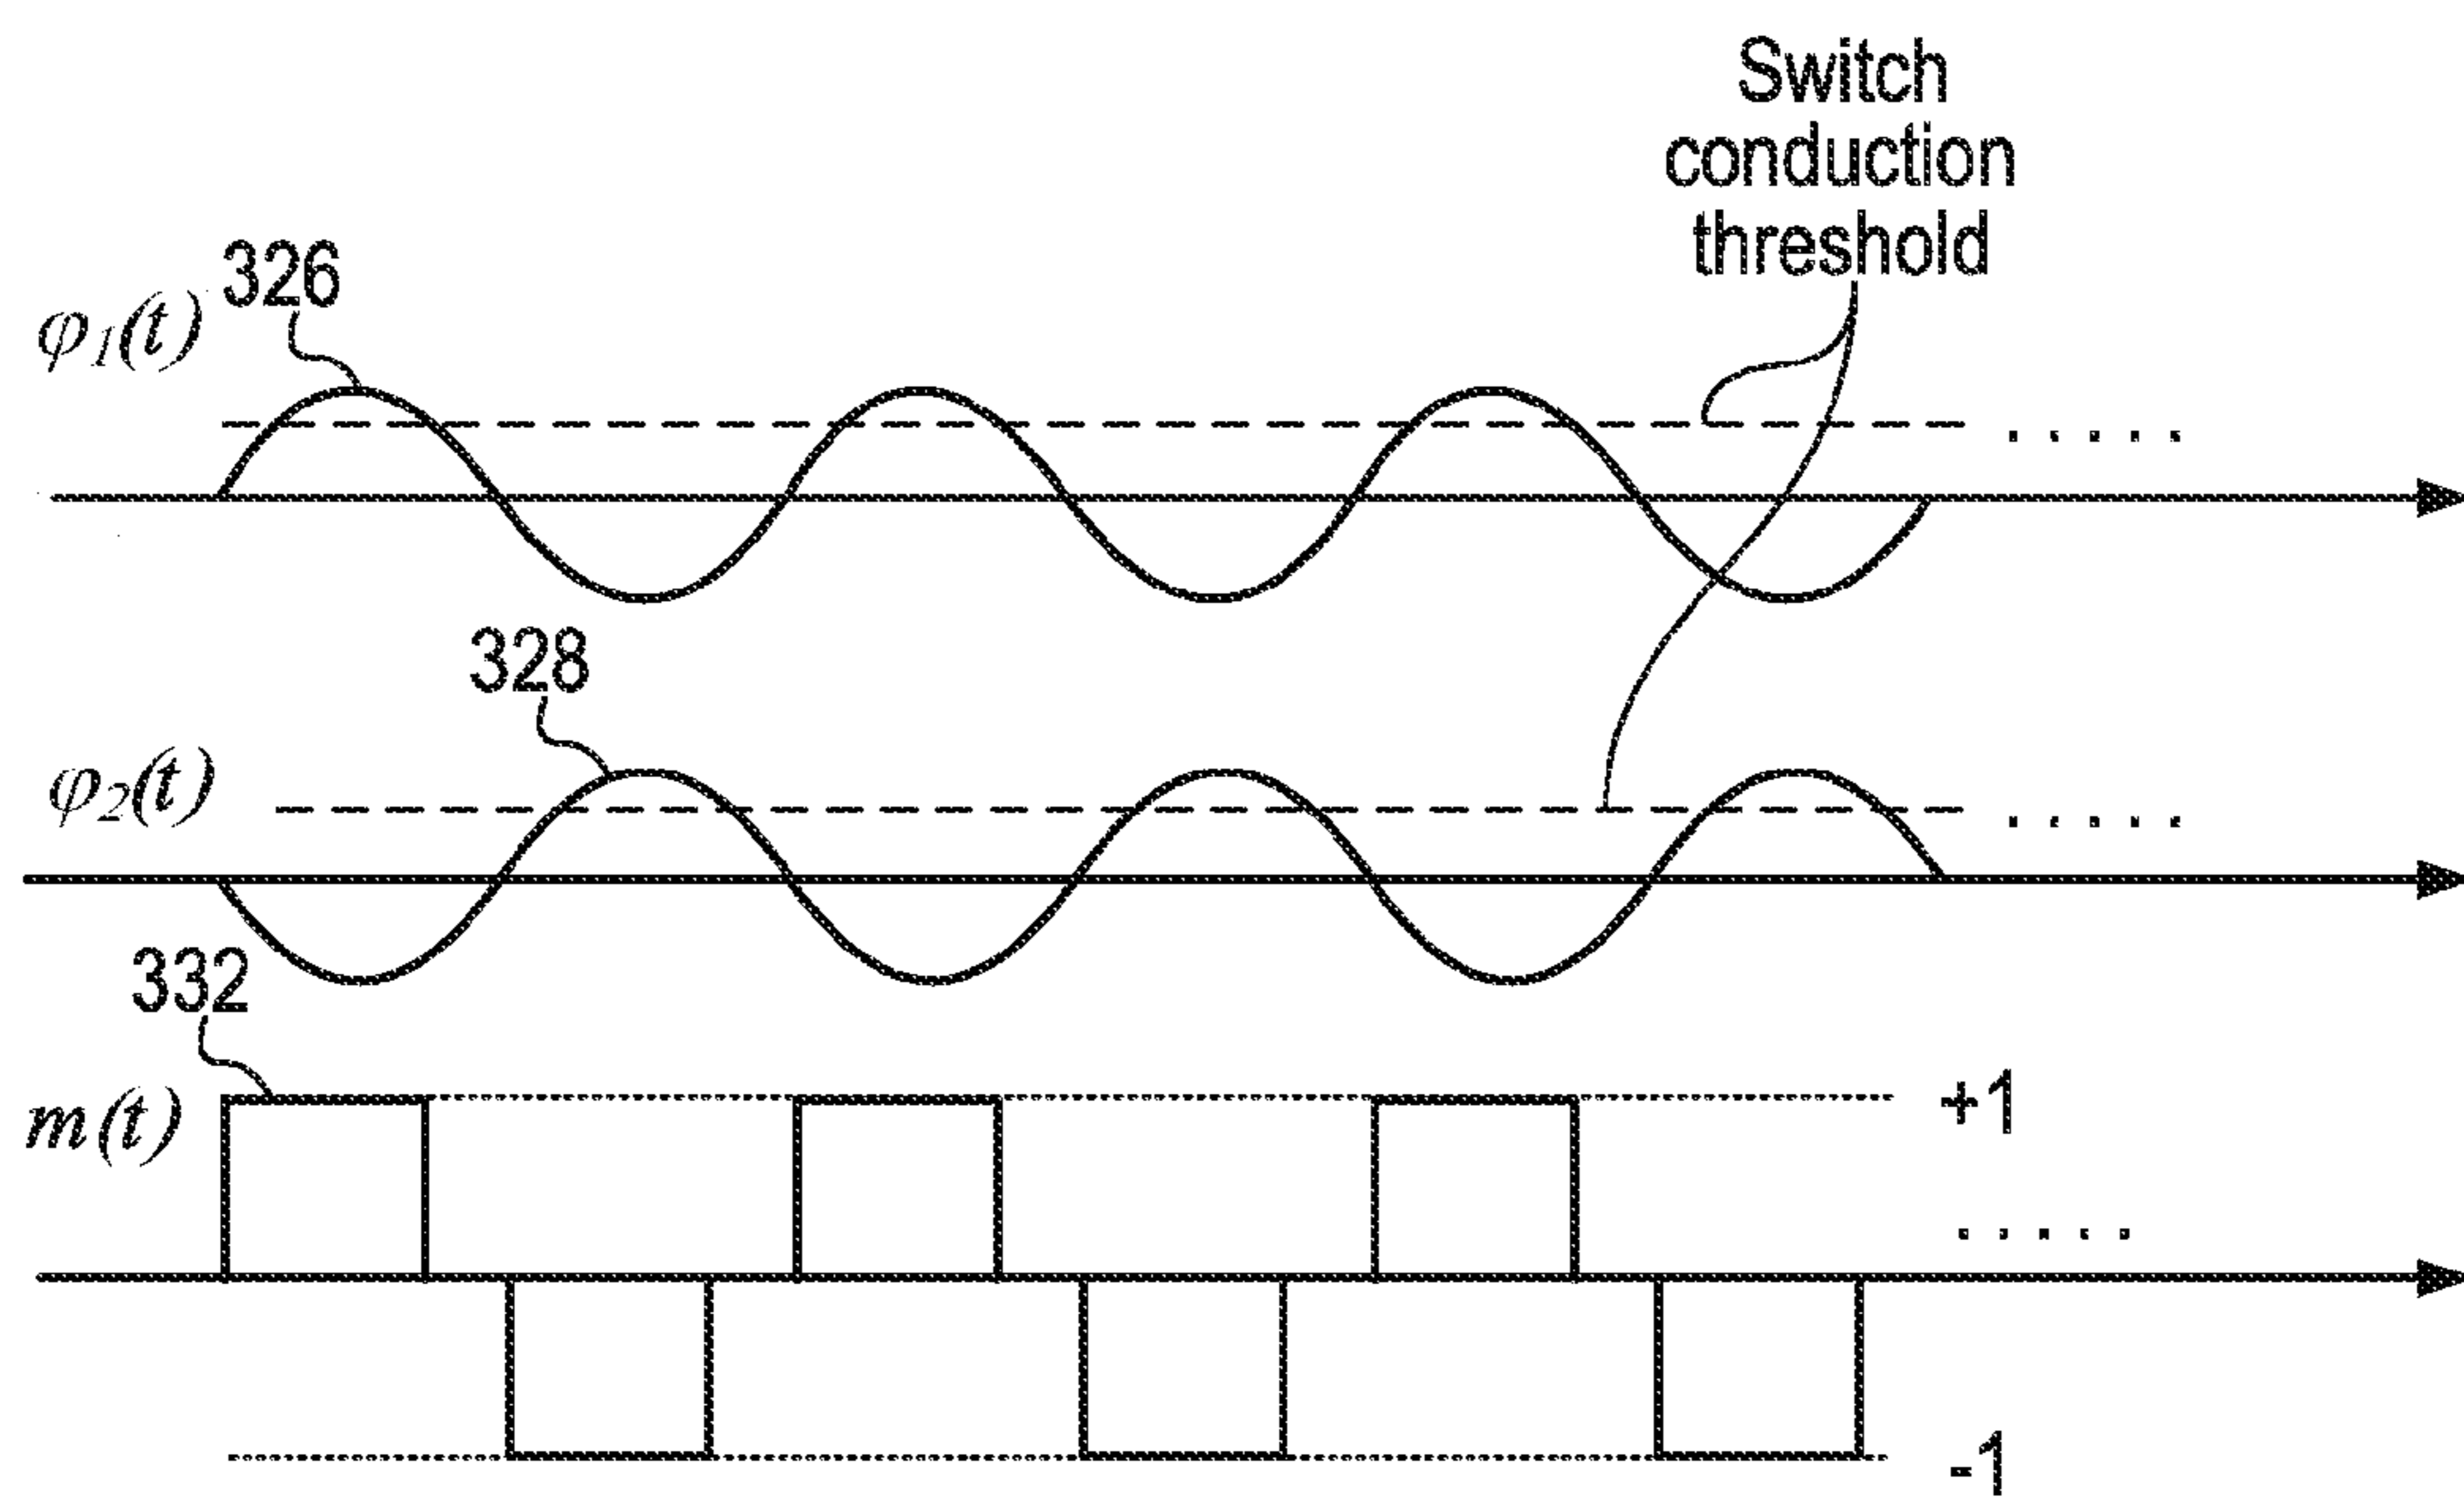 Switch
conduction
threshold
326
φ1(t)
328
φ2(t)
332
m(t)
+1
-1